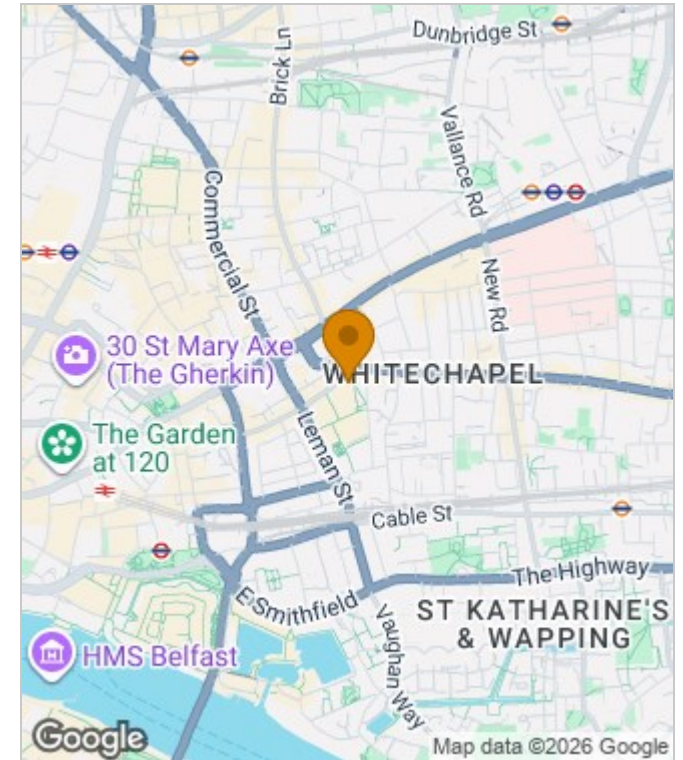 Dunbridge St
Brick Ln
Vallance Rd
Commercial St
New Rd
30 St Mary Axe
(The Gherkin)
WHITECHAPEL
The Garden
at 120
Leman St
Cable St
The Highway
E Smithfield
ST KATHARINE'S
& WAPPING
Vaughan Way
HMS Belfast
Google
Map data ©2026 Google